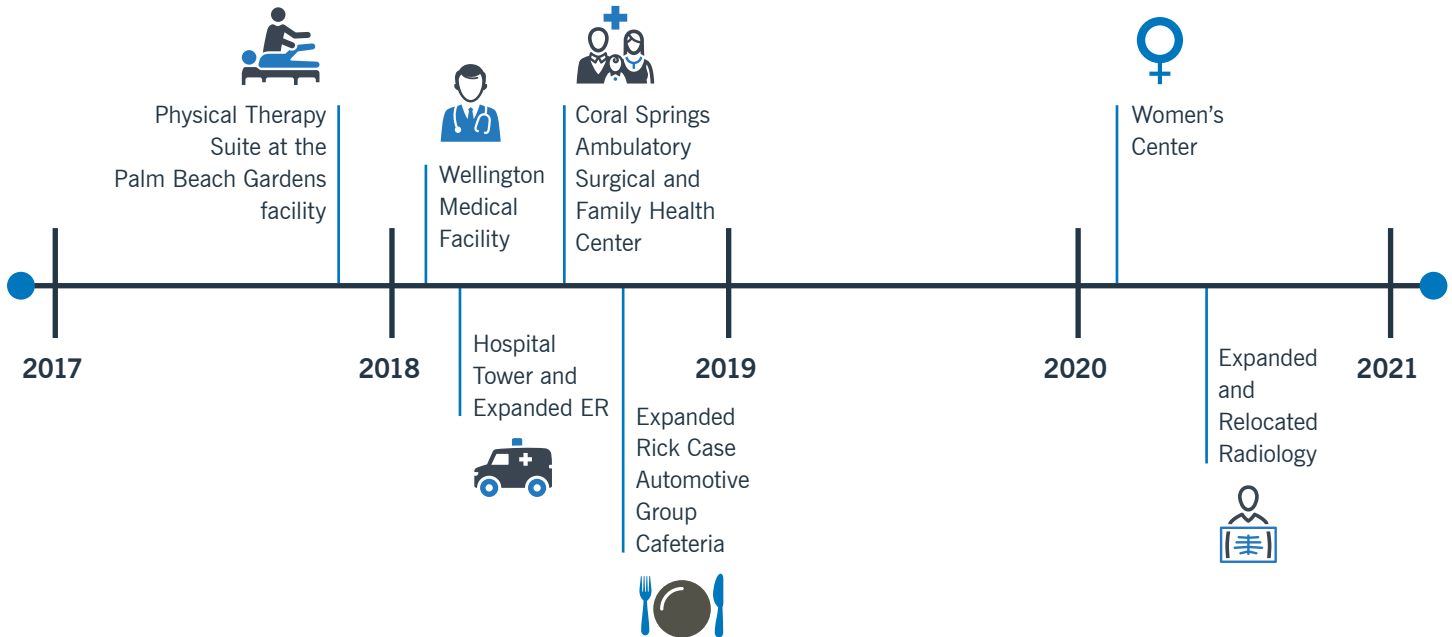 Physical Therapy
Suite at the
Palm Beach Gardens
facility
Wellington
Medical
Facility
Coral Springs
Ambulatory
Surgical and
Family Health
Center
Women's
Center
2017
2018
2019
2020
2021
Hospital
Tower and
Expanded ER
Expanded
Rick Case
Automotive
Group
Cafeteria
Expanded
and
Relocated
Radiology